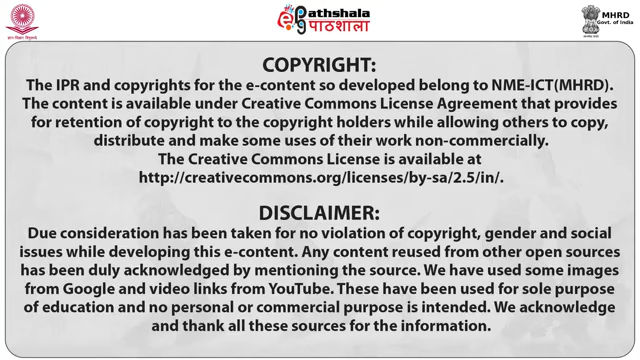 Pathshala
पाठशाला
MHRD
Govt. of India
COPYRIGHT:
The IPR and copyrights for the e-content so developed belong to NME-ICT(MHRD).
The content is available under Creative Commons License Agreement that provides
for retention of copyright to the copyright holders while allowing others to copy,
distribute and make some uses of their work non-commercially.
The Creative Commons License is available at
http://creativecommons.org/licenses/by-sa/2.5/in/.
DISCLAIMER:
Due consideration has been taken for no violation of copyright, gender and social
issues while developing this e-content. Any content reused from other open sources
has been duly acknowledged by mentioning the source. We have used some images
from Google and video links from YouTube. These have been used for sole purpose
of education and no personal or commercial purpose is intended. We acknowledge
and thank all these sources for the information.